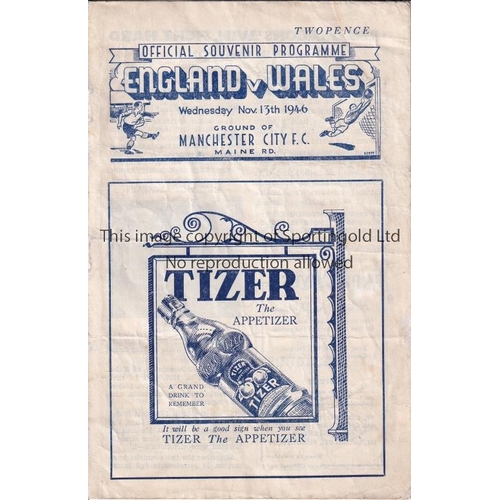 TWOPENCE
OFFICIAL SOUVENIR PROGRAMME
ENGLAND v WALES
Wednesday Nov. 13th 1946
GROUND OF
MANCHESTER CITY F.C.
MAINE RD.
This image copyright of Sportingold Ltd
No reproduction allowed
TIZER
The
APPETIZER
TIZER
TIZER
A GRAND
DRINK TO
REMEMBER
It will be a good sign when you see
TIZER The APPETIZER